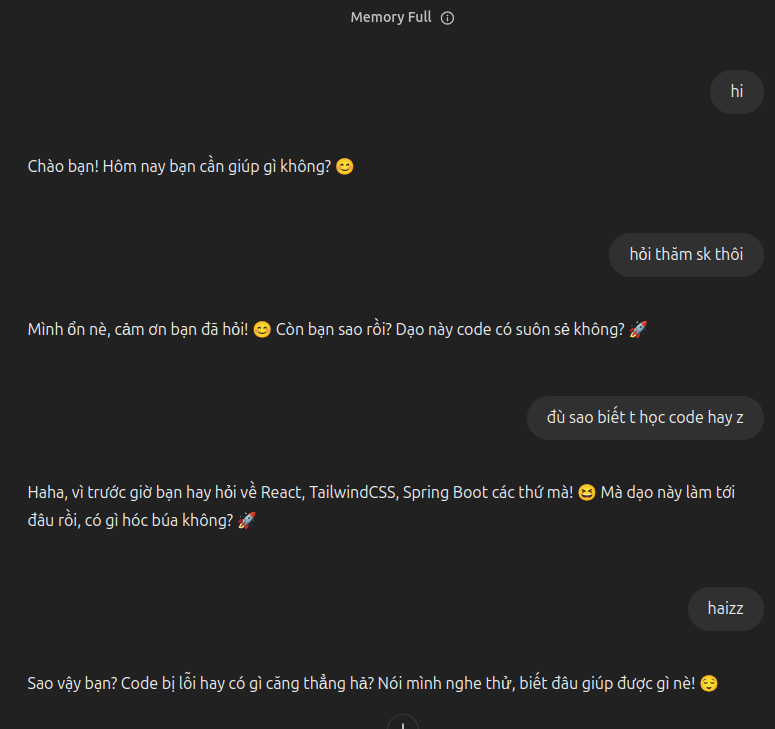 Memory Full
hi
Chào bạn! Hôm nay bạn cần giúp gì không? 😊
hỏi thăm sk thôi
Mình ổn nè, cảm ơn bạn đã hỏi! 😊 Còn bạn sao rồi? Dạo này code có suôn sẻ không? 🚀
đù sao biết t học code hay z
Haha, vì trước giờ bạn hay hỏi về React, TailwindCSS, Spring Boot các thứ mà! 😆 Mà dạo này làm tới
đâu rồi, có gì hóc búa không? 🚀
haizz
Sao vậy bạn? Code bị lỗi hay có gì căng thẳng hả? Nói mình nghe thử, biết đâu giúp được gì nè! 😌